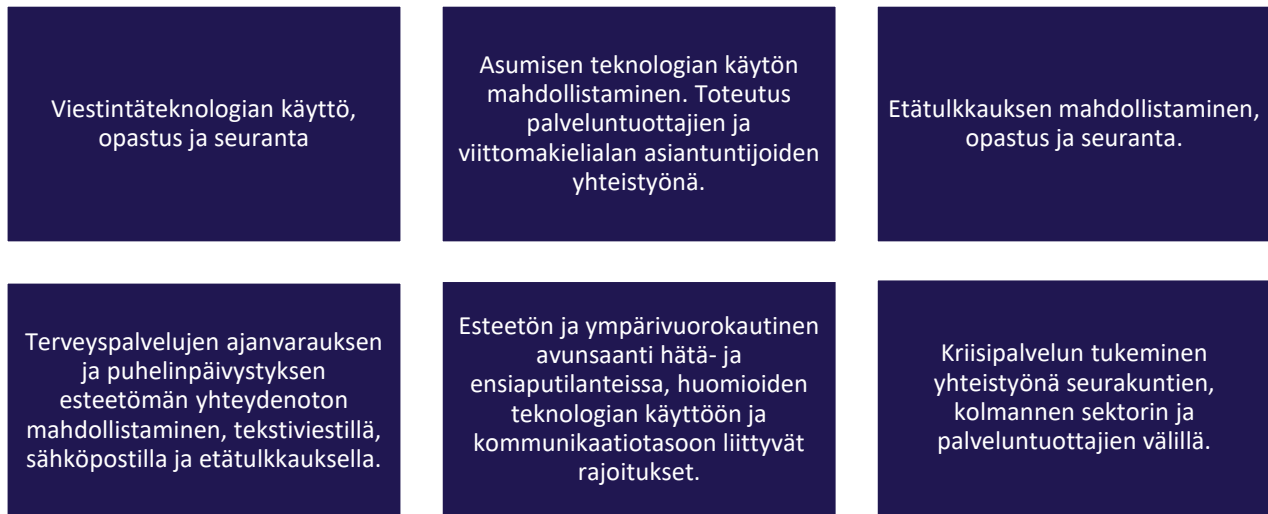 Viestintäteknologian käyttö,
opastus ja seuranta
Asumisen teknologian käytön
mahdollistaminen. Toteutus
palveluntuottajien ja
viittomakielialan asiantuntijoiden
yhteistyönä.
Etätulkkauksen mahdollistaminen,
opastus ja seuranta.
Terveyspalvelujen ajanvarauksen
ja puhelinpäivystyksen
esteetömän yhteydenoton
mahdollistaminen, tekstiviestillä,
sähköpostilla ja etätulkkauksella.
Esteetön ja ympärivuorokautinen
avunsaanti hätä- ja
ensiaputilanteissa, huomioiden
teknologian käyttöön ja
kommunikaatiotasoon liittyvät
rajoitukset.
Kriisipalvelun tukeminen
yhteistyönä seurakuntien,
kolmannen sektorin ja
palveluntuottajien välillä.